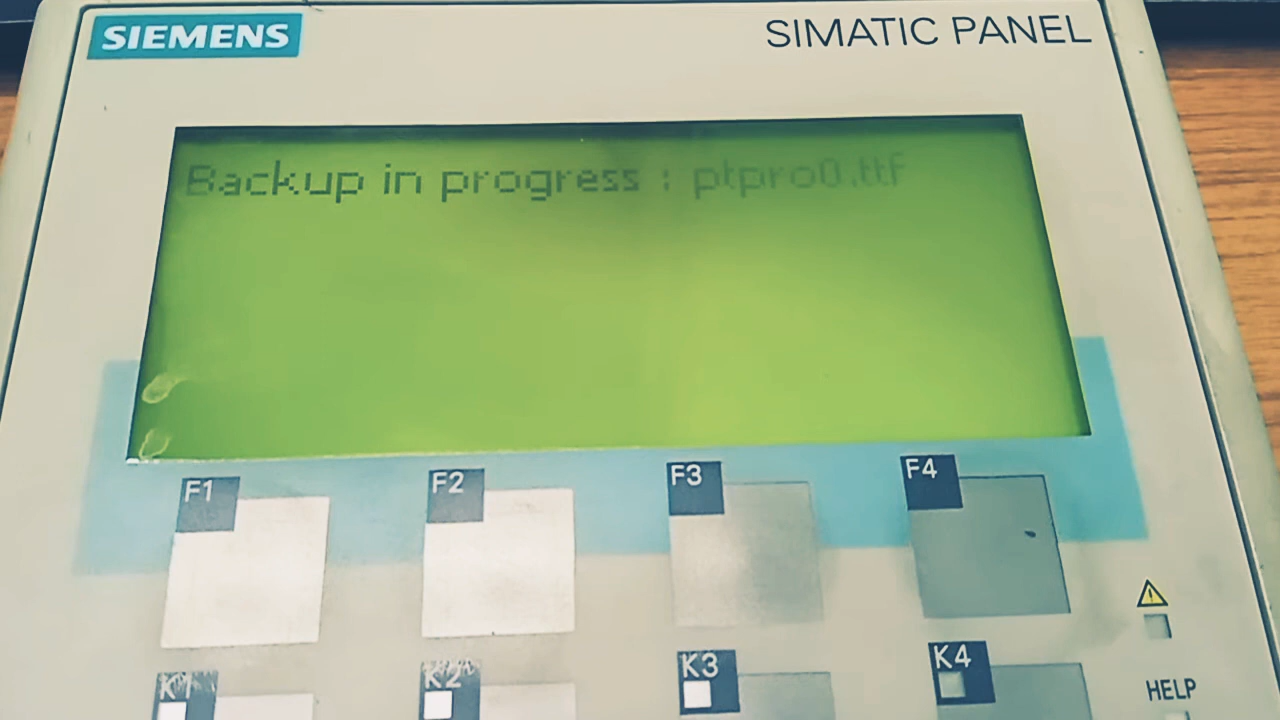 SIEMENS
SIMATIC PANEL
Backup in progress : ptpro0.ttf
F1
F2
F3
F4
K1
K2
K3
K4
HELP